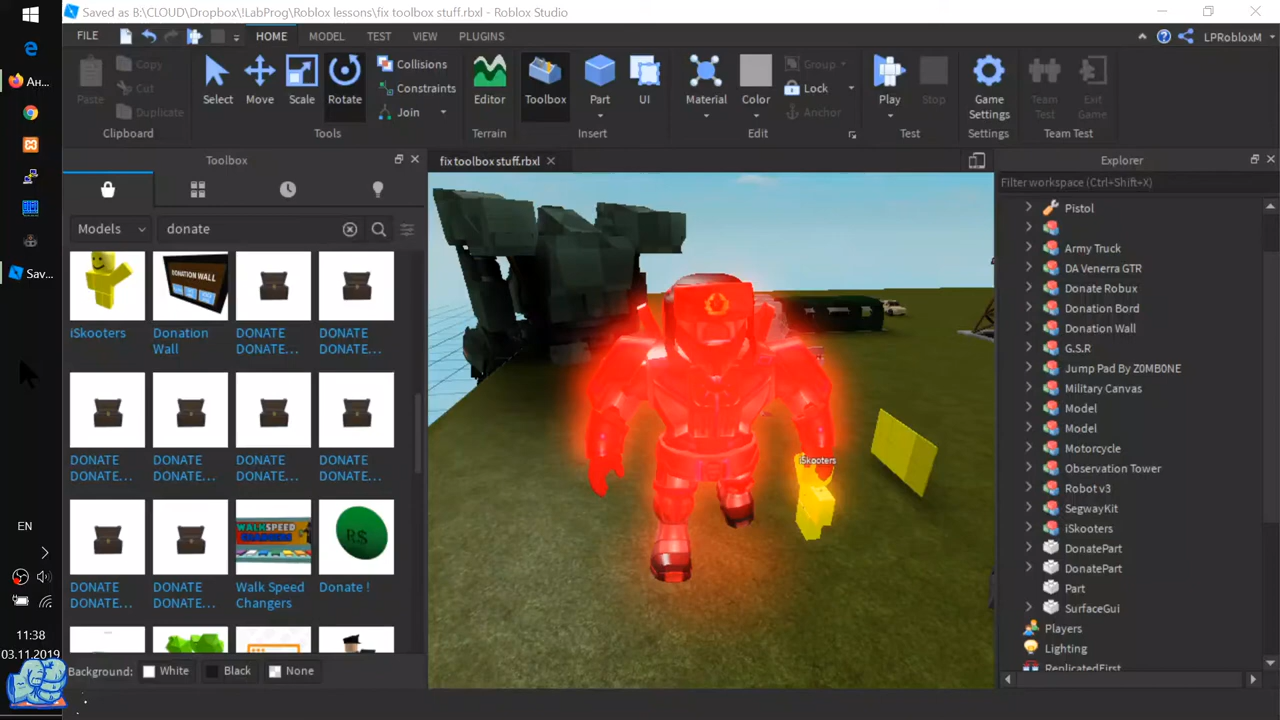 Saved as B:\CLOUD\Dropbox\!LabProg\Roblox lessons\fix toolbox stuff.rbxl - Roblox Studio
FILE HOME MODEL TEST VIEW PLUGINS LPRobloxM
Paste Copy Cut Duplicate
Clipboard
Select Move Scale Rotate
Collisions
Constraints
Join
Tools
Editor
Terrain
Toolbox Part UI
Insert
Material Color Group Lock Anchor
Edit
Play Stop
Test
Game Settings
Settings
Team Test Exit Game
Team Test
Toolbox
Models donate
iSkooters
Donation Wall
DONATION WALL
DONATE DONATE...
DONATE DONATE...
DONATE DONATE...
DONATE DONATE...
DONATE DONATE...
DONATE DONATE...
DONATE DONATE...
DONATE DONATE...
WALKSPEED CHANGERS
Walk Speed Changers
R$
Donate !
Background: White Black None
fix toolbox stuff.rbxl
iSkooters
Explorer
Filter workspace (Ctrl+Shift+X)
Pistol
Army Truck
DA Venerra GTR
Donate Robux
Donation Bord
Donation Wall
G.S.R
Jump Pad By Z0MB0NE
Military Canvas
Model
Model
Motorcycle
Observation Tower
Robot v3
SegwayKit
iSkooters
DonatePart
DonatePart
Part
SurfaceGui
Players
Lighting
ReplicatedFirst
Ан...
Sav...
EN
11:38
03.11.2019